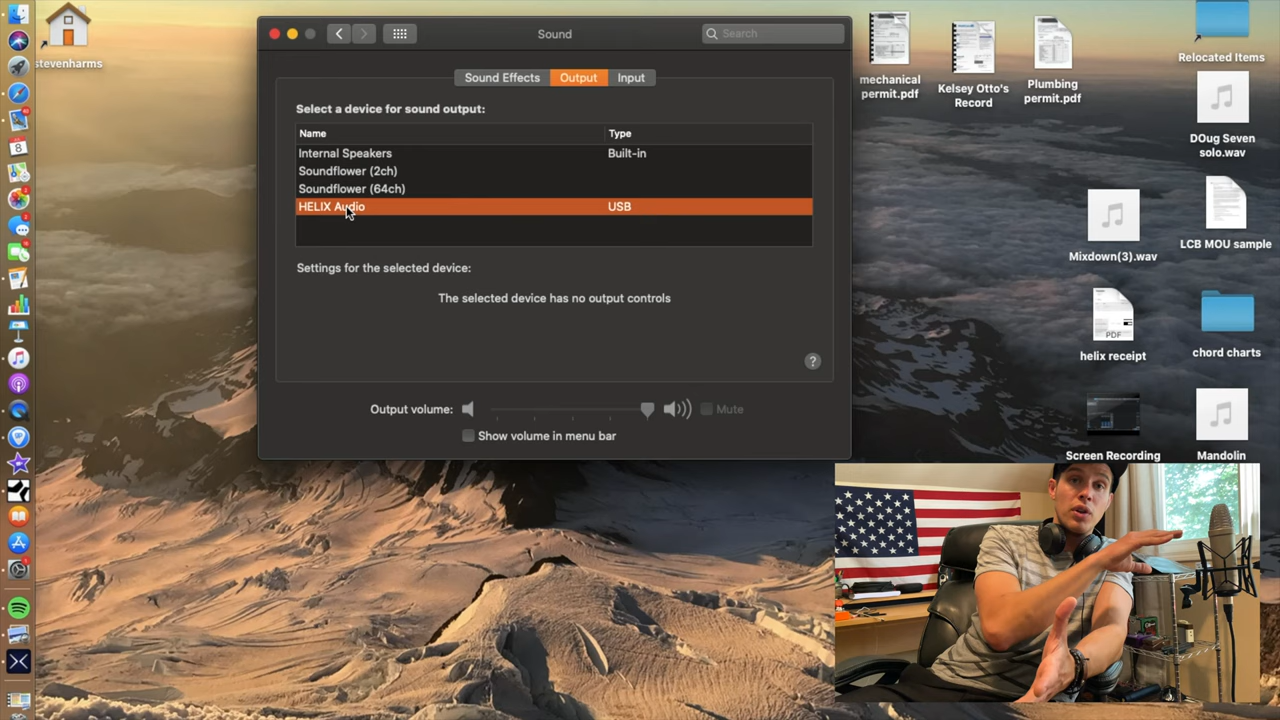 stevenharms
Sound
Search
Sound Effects
Output
Input
Select a device for sound output:
Name
Type
Internal Speakers
Built-in
Soundflower (2ch)
Soundflower (64ch)
HELIX Audio
USB
Settings for the selected device:
The selected device has no output controls
?
Output volume:
Mute
Show volume in menu bar
mechanical
permit.pdf
Kelsey Otto's
Record
Plumbing
permit.pdf
Relocated Items
DOug Seven
solo.wav
Mixdown(3).wav
LCB MOU sample
PDF
helix receipt
chord charts
Screen Recording
Mandolin
8